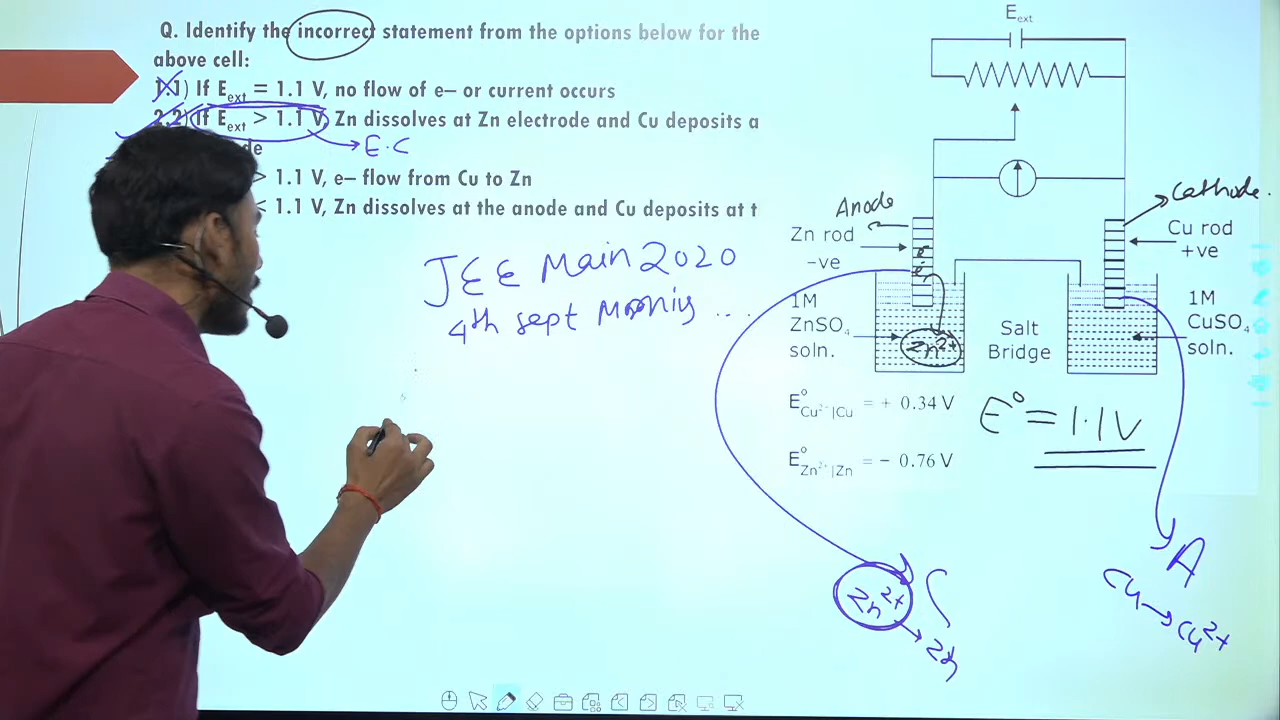 Q. Identify the incorrect statement from the options below for the
above cell:
1.1) If Eext = 1.1 V, no flow of e– or current occurs
2.2) If Eext > 1.1 V, Zn dissolves at Zn electrode and Cu deposits a
de
E.C
> 1.1 V, e– flow from Cu to Zn
< 1.1 V, Zn dissolves at the anode and Cu deposits at t
JEE Main 2020
4th sept Morning ...
Eext
Anode
Cathode.
Zn rod
-ve
Cu rod
+ve
e-
e-
1M
ZnSO4
soln.
Zn2+
Salt
Bridge
1M
CuSO4
soln.
E°Cu2+|Cu = + 0.34 V
E°Zn2+|Zn = - 0.76 V
E° = 1.1V
A
Cu → Cu2+
C
Zn2+ → Zn